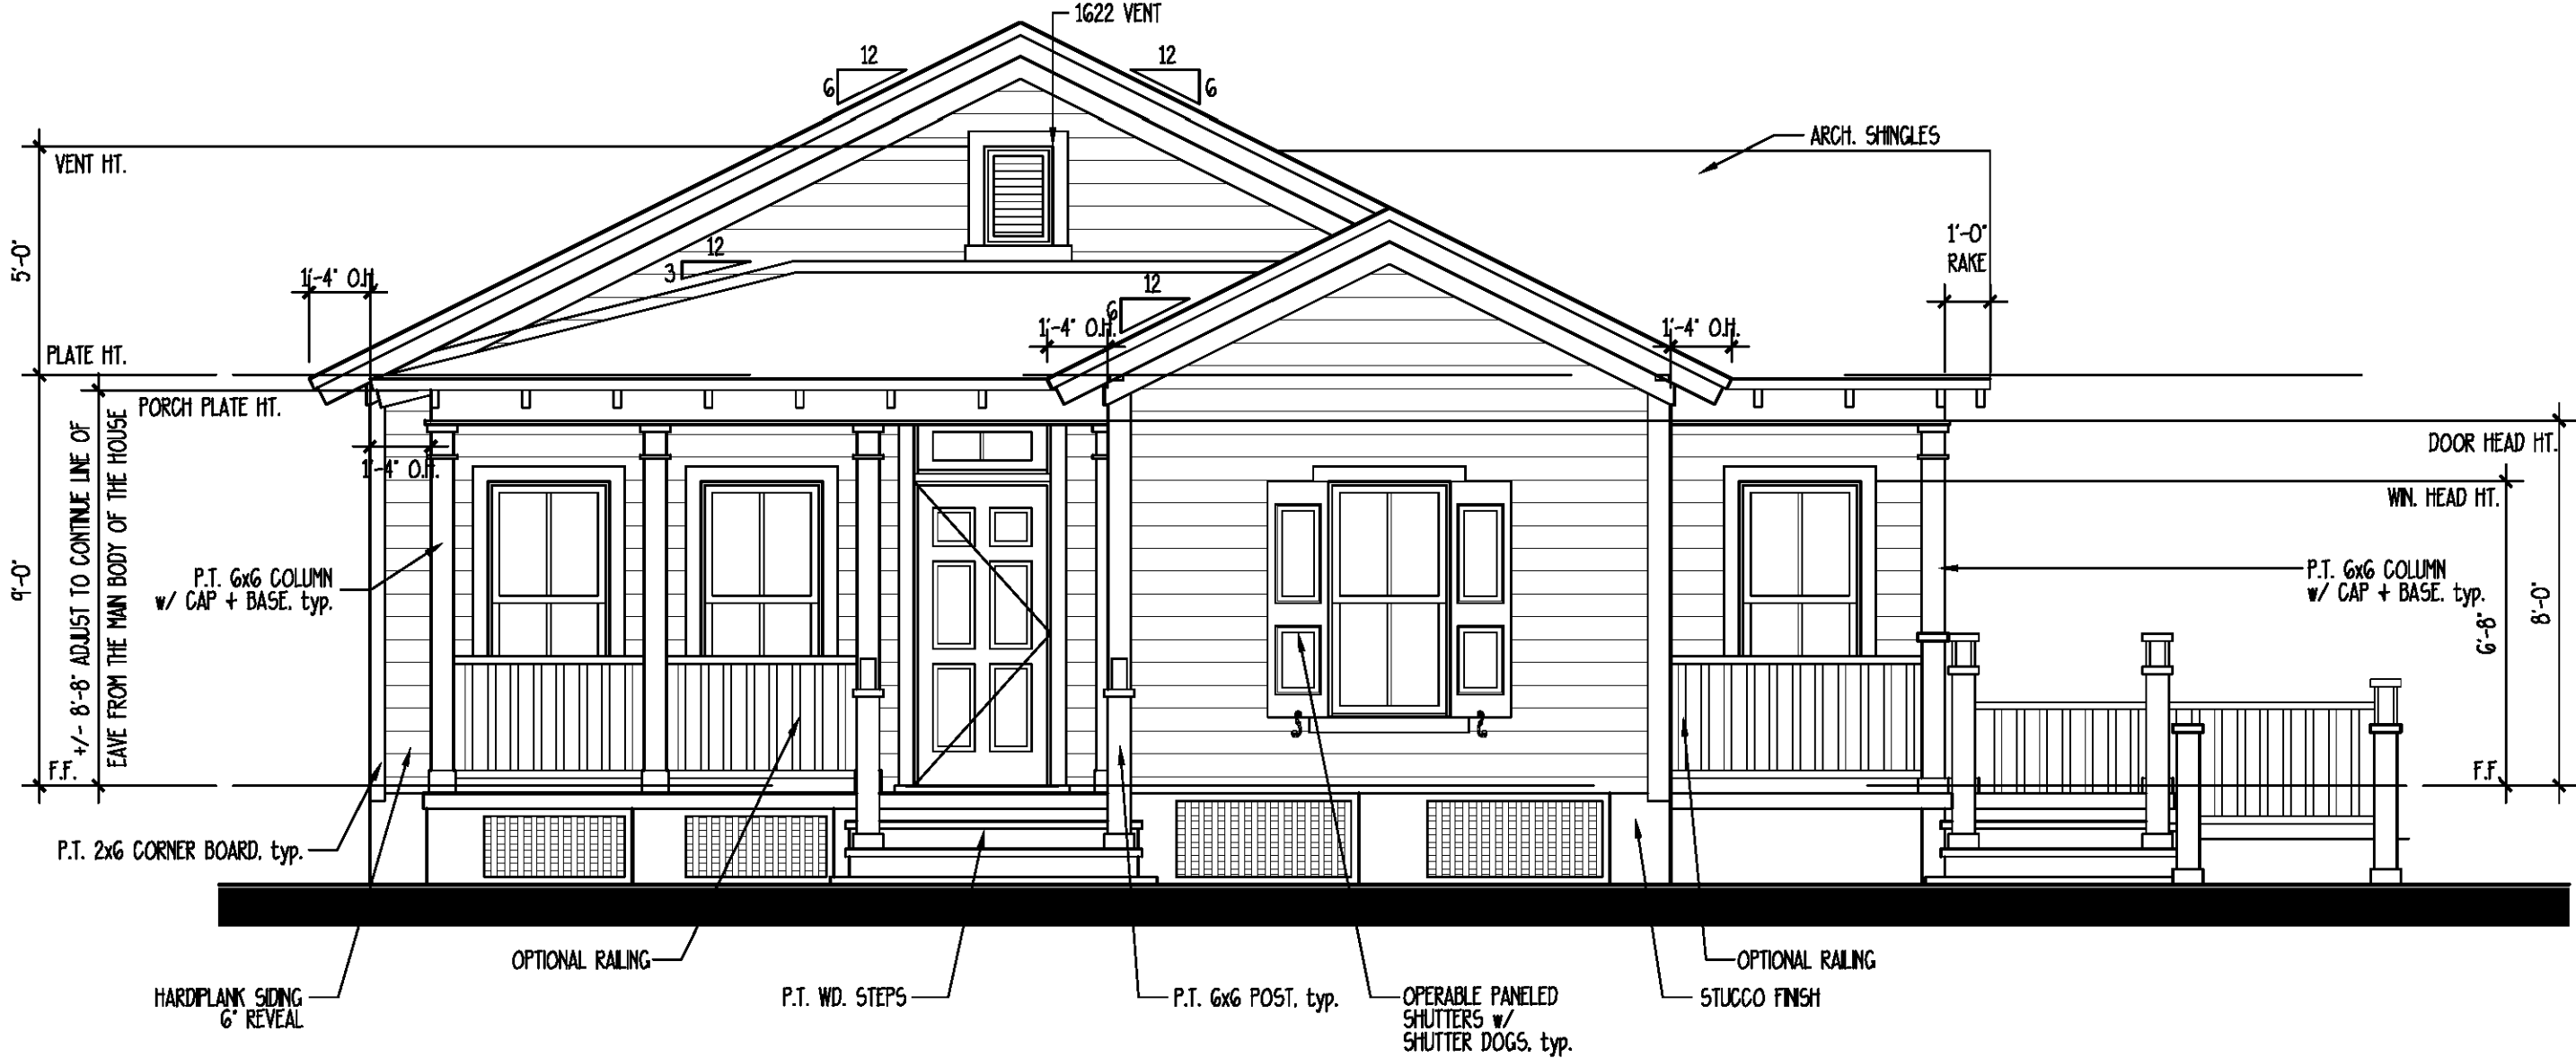 1622 VENT
12
6
12
6
ARCH. SHINGLES
VENT HT.
5'-0"
1'-0"
RAKE
12
3
1'-4" O.H.
12
6
1'-4" O.H.
1'-4" O.H.
PLATE HT.
PORCH PLATE HT.
1'-4" O.H.
DOOR HEAD HT.
WIN. HEAD HT.
9'-0"
+/- 8'-8" ADJUST TO CONTINUE LINE OF
EAVE FROM THE MAIN BODY OF THE HOUSE
P.T. 6x6 COLUMN
w/ CAP + BASE, typ.
P.T. 6x6 COLUMN
w/ CAP + BASE, typ.
6'-8"
8'-0"
F.F.
F.F.
P.T. 2x6 CORNER BOARD, typ.
OPTIONAL RAILING
OPTIONAL RAILING
HARDIPLANK SIDING
6" REVEAL
P.T. WD. STEPS
P.T. 6x6 POST, typ.
OPERABLE PANELED
SHUTTERS w/
SHUTTER DOGS, typ.
STUCCO FINISH